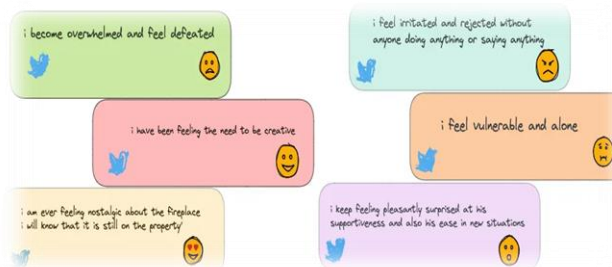 i become overwhelmed and feel defeated
i feel irritated and rejected without
anyone doing anything or saying anything
i have been feeling the need to be creative
i feel vulnerable and alone
i am ever feeling nostalgic about the fireplace
i will know that it is still on the property
i keep feeling pleasantly surprised at his
supportiveness and also his ease in new situations